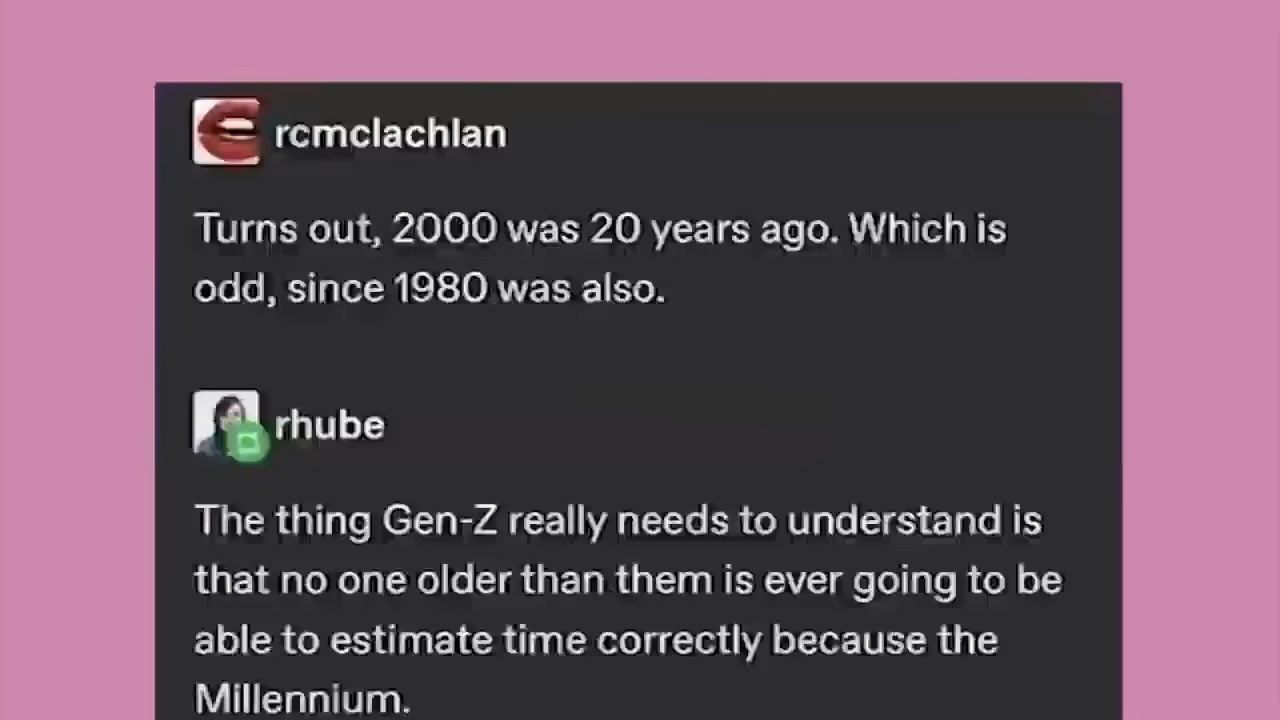 rcmclachlan
Turns out, 2000 was 20 years ago. Which is
odd, since 1980 was also.
rhube
The thing Gen-Z really needs to understand is
that no one older than them is ever going to be
able to estimate time correctly because the
Millennium.